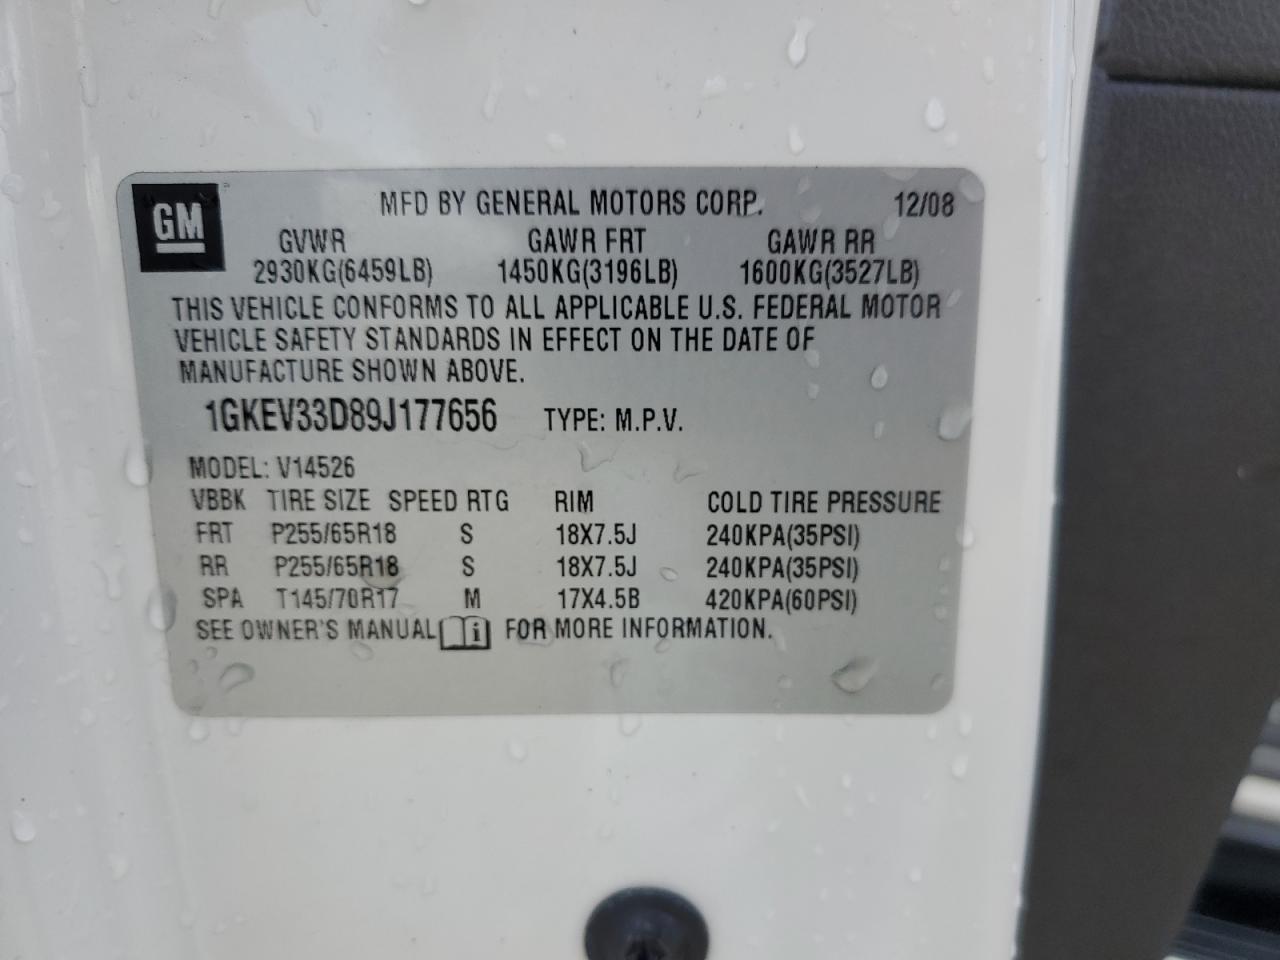 GM
MFD BY GENERAL MOTORS CORP. 12/08
GVWR GAWR FRT GAWR RR
2930KG(6459LB) 1450KG(3196LB) 1600KG(3527LB)
THIS VEHICLE CONFORMS TO ALL APPLICABLE U.S. FEDERAL MOTOR
VEHICLE SAFETY STANDARDS IN EFFECT ON THE DATE OF
MANUFACTURE SHOWN ABOVE.
1GKEV33D89J177656 TYPE: M.P.V.
MODEL: V14526
VBBK TIRE SIZE SPEED RTG RIM COLD TIRE PRESSURE
FRT P255/65R18 S 18X7.5J 240KPA(35PSI)
RR P255/65R18 S 18X7.5J 240KPA(35PSI)
SPA T145/70R17 M 17X4.5B 420KPA(60PSI)
SEE OWNER'S MANUAL i FOR MORE INFORMATION.